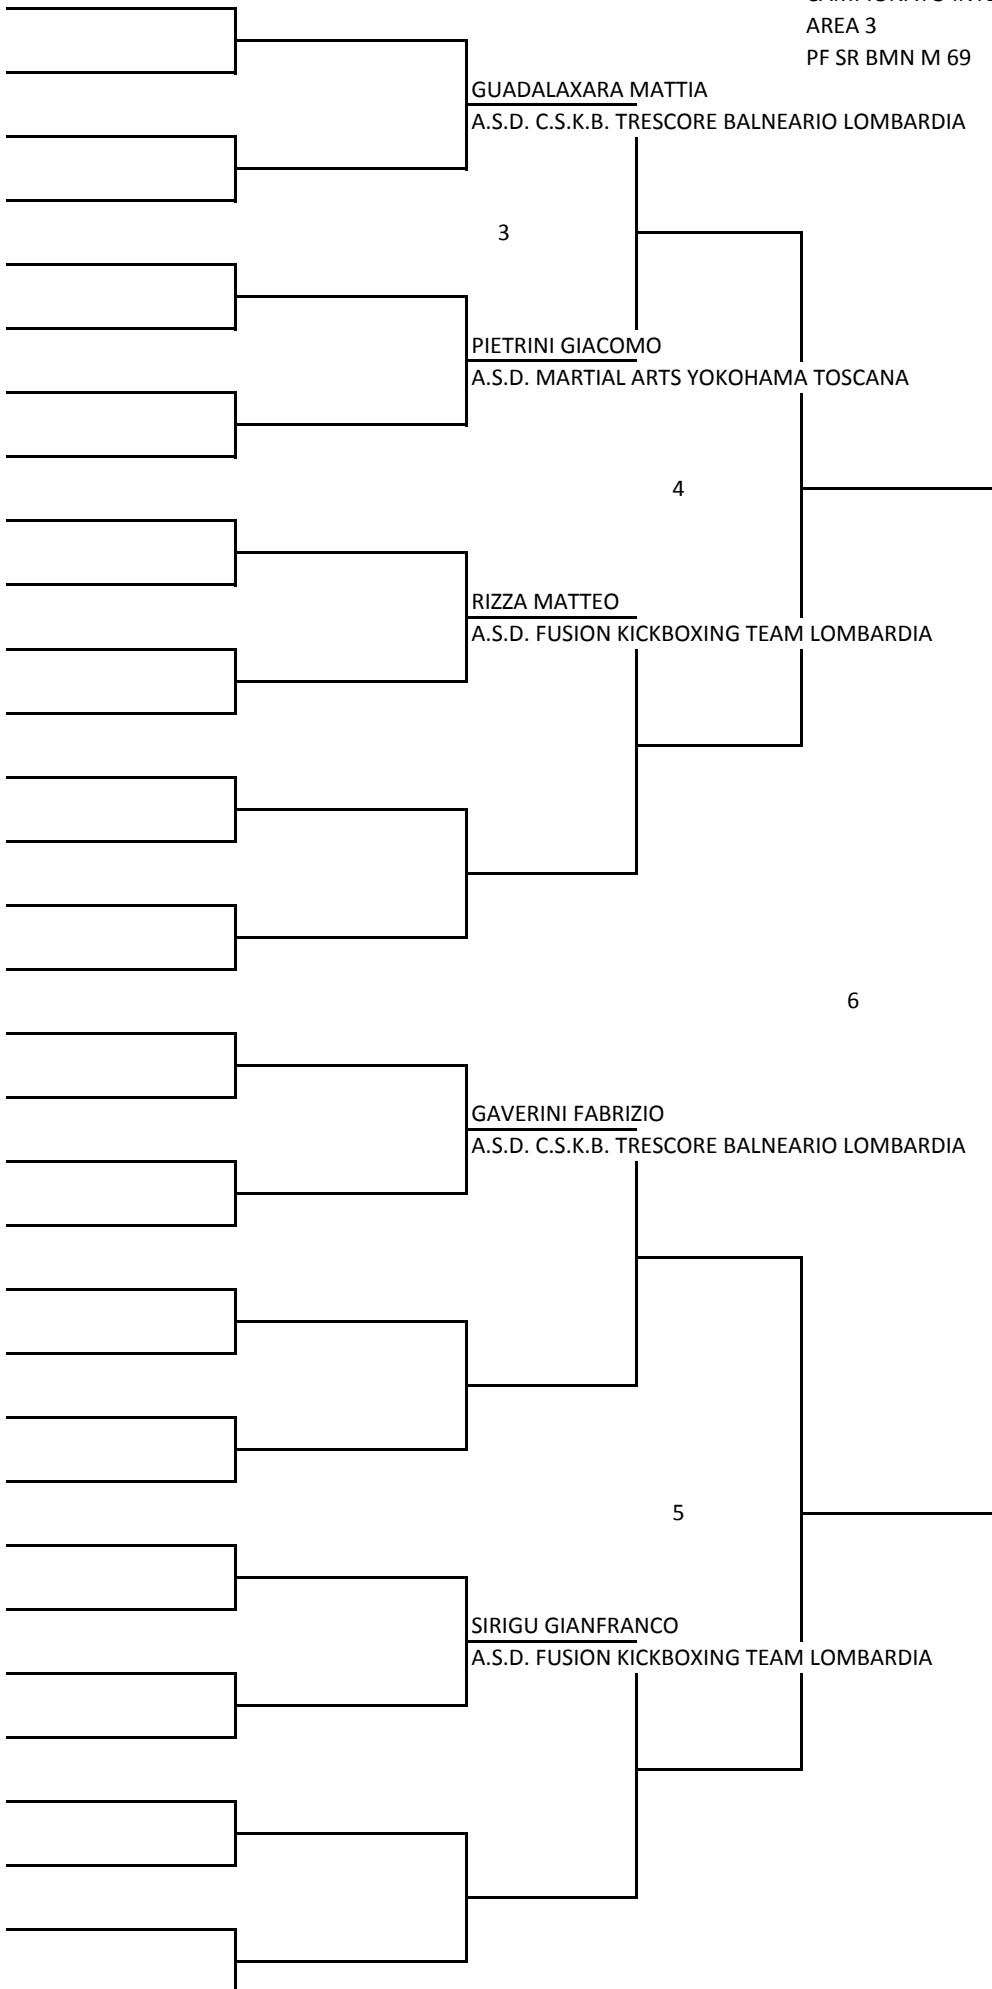 AREA 3
PF SR BMN M 69
GUADALAXARA MATTIA
A.S.D. C.S.K.B. TRESCORE BALNEARIO LOMBARDIA
3
PIETRINI GIACOMO
A.S.D. MARTIAL ARTS YOKOHAMA TOSCANA
4
RIZZA MATTEO
A.S.D. FUSION KICKBOXING TEAM LOMBARDIA
6
GAVERINI FABRIZIO
A.S.D. C.S.K.B. TRESCORE BALNEARIO LOMBARDIA
5
SIRIGU GIANFRANCO
A.S.D. FUSION KICKBOXING TEAM LOMBARDIA